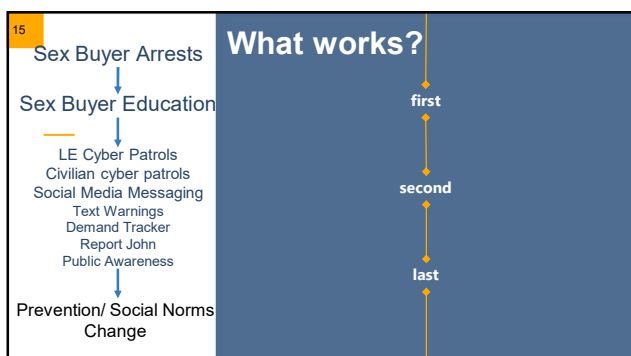 15
Sex Buyer Arrests
Sex Buyer Education
LE Cyber Patrols
Civilian cyber patrols
Social Media Messaging
Text Warnings
Demand Tracker
Report John
Public Awareness
Prevention/ Social Norms
Change
What works?
first
second
last